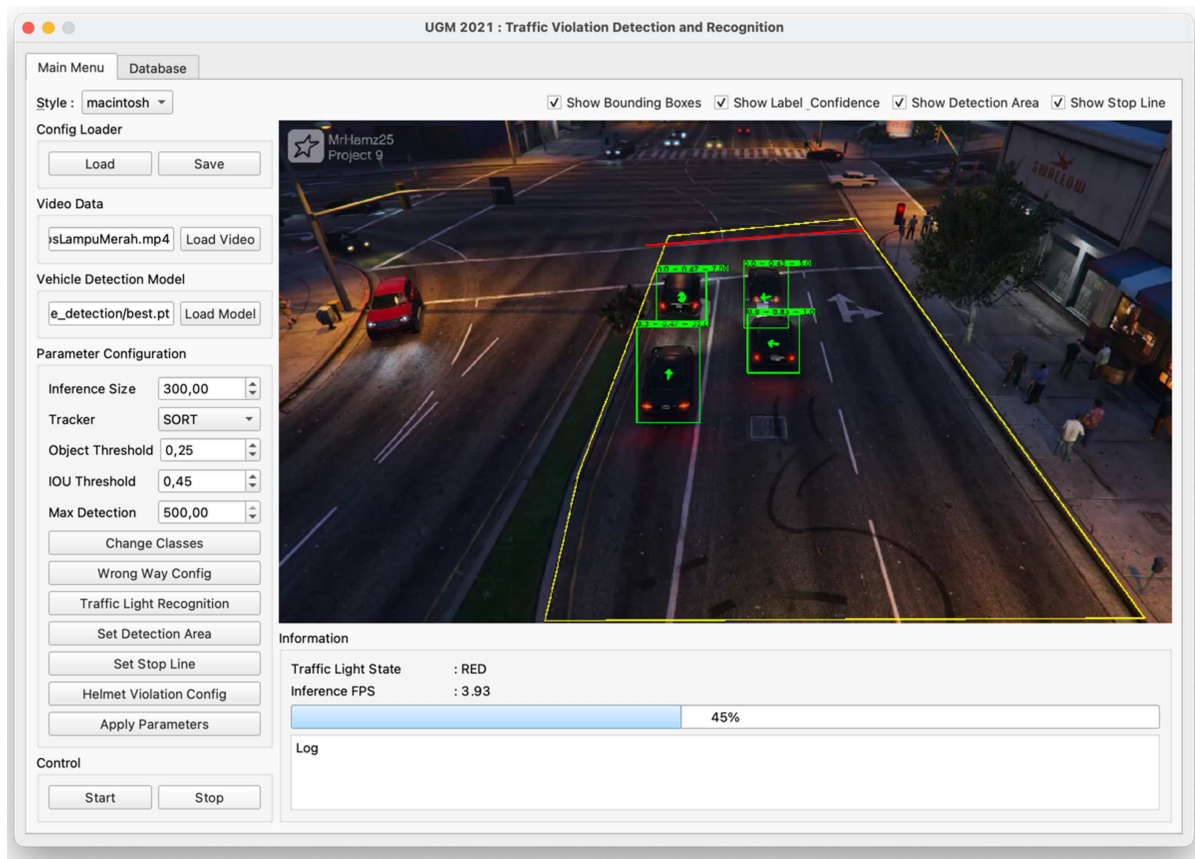 UGM 2021 : Traffic Violation Detection and Recognition
Main Menu
Database
Style : macintosh
Show Bounding Boxes
Show Label_Confidence
Show Detection Area
Show Stop Line
Config Loader
Load
Save
Video Data
osLampuMerah.mp4
Load Video
Vehicle Detection Model
e_detection/best.pt
Load Model
Parameter Configuration
Inference Size 300,00
Tracker SORT
Object Threshold 0,25
IOU Threshold 0,45
Max Detection 500,00
Change Classes
Wrong Way Config
Traffic Light Recognition
Set Detection Area
Set Stop Line
Helmet Violation Config
Apply Parameters
Control
Start
Stop
MrHamz25
Project 9
SWALLOW
Information
Traffic Light State : RED
Inference FPS : 3.93
45%
Log